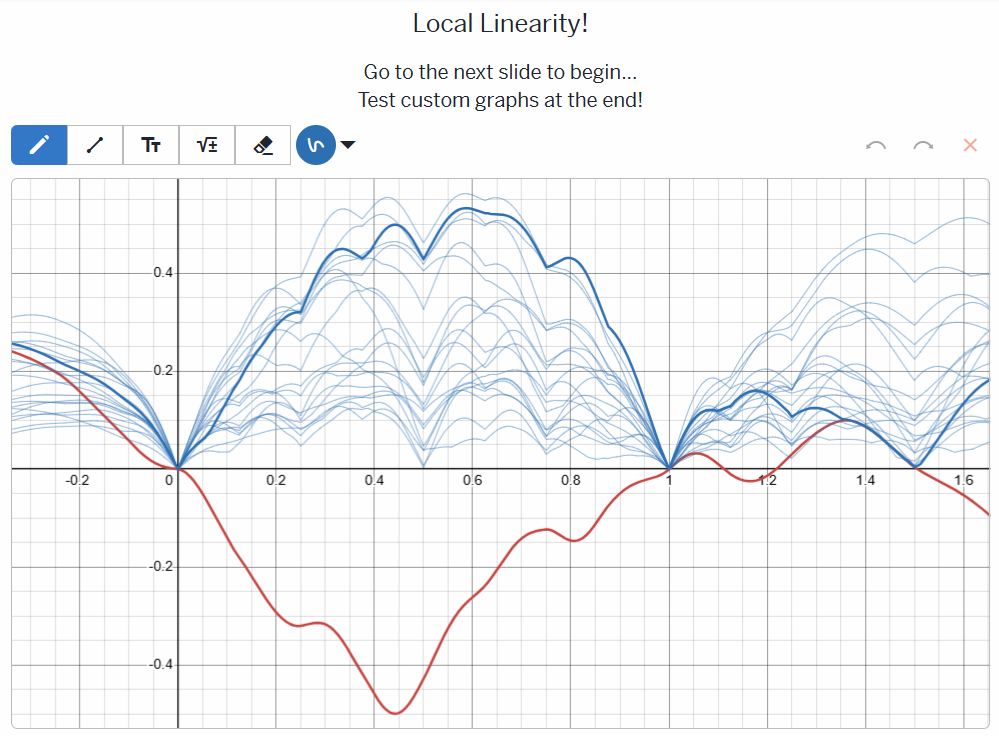 Local Linearity!
Go to the next slide to begin...
Test custom graphs at the end!
TT √±
0.4
0.2
-0.2 0 0.2 0.4 0.6 0.8 1 1.2 1.4 1.6
-0.2
-0.4